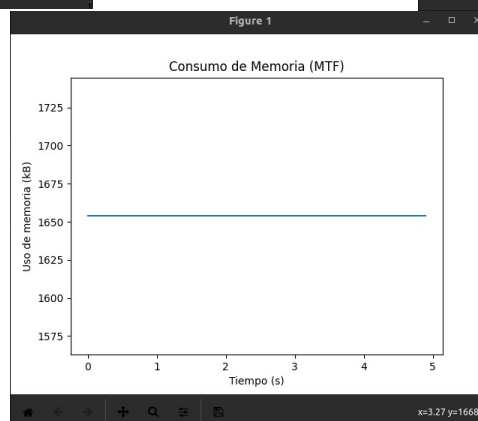 Figure 1
Consumo de Memoria (MTF)
1725
1700
1675
1650
1625
1600
1575
Uso de memoria (kB)
0 1 2 3 4 5
Tiempo (s)
x=3.27 y=1668